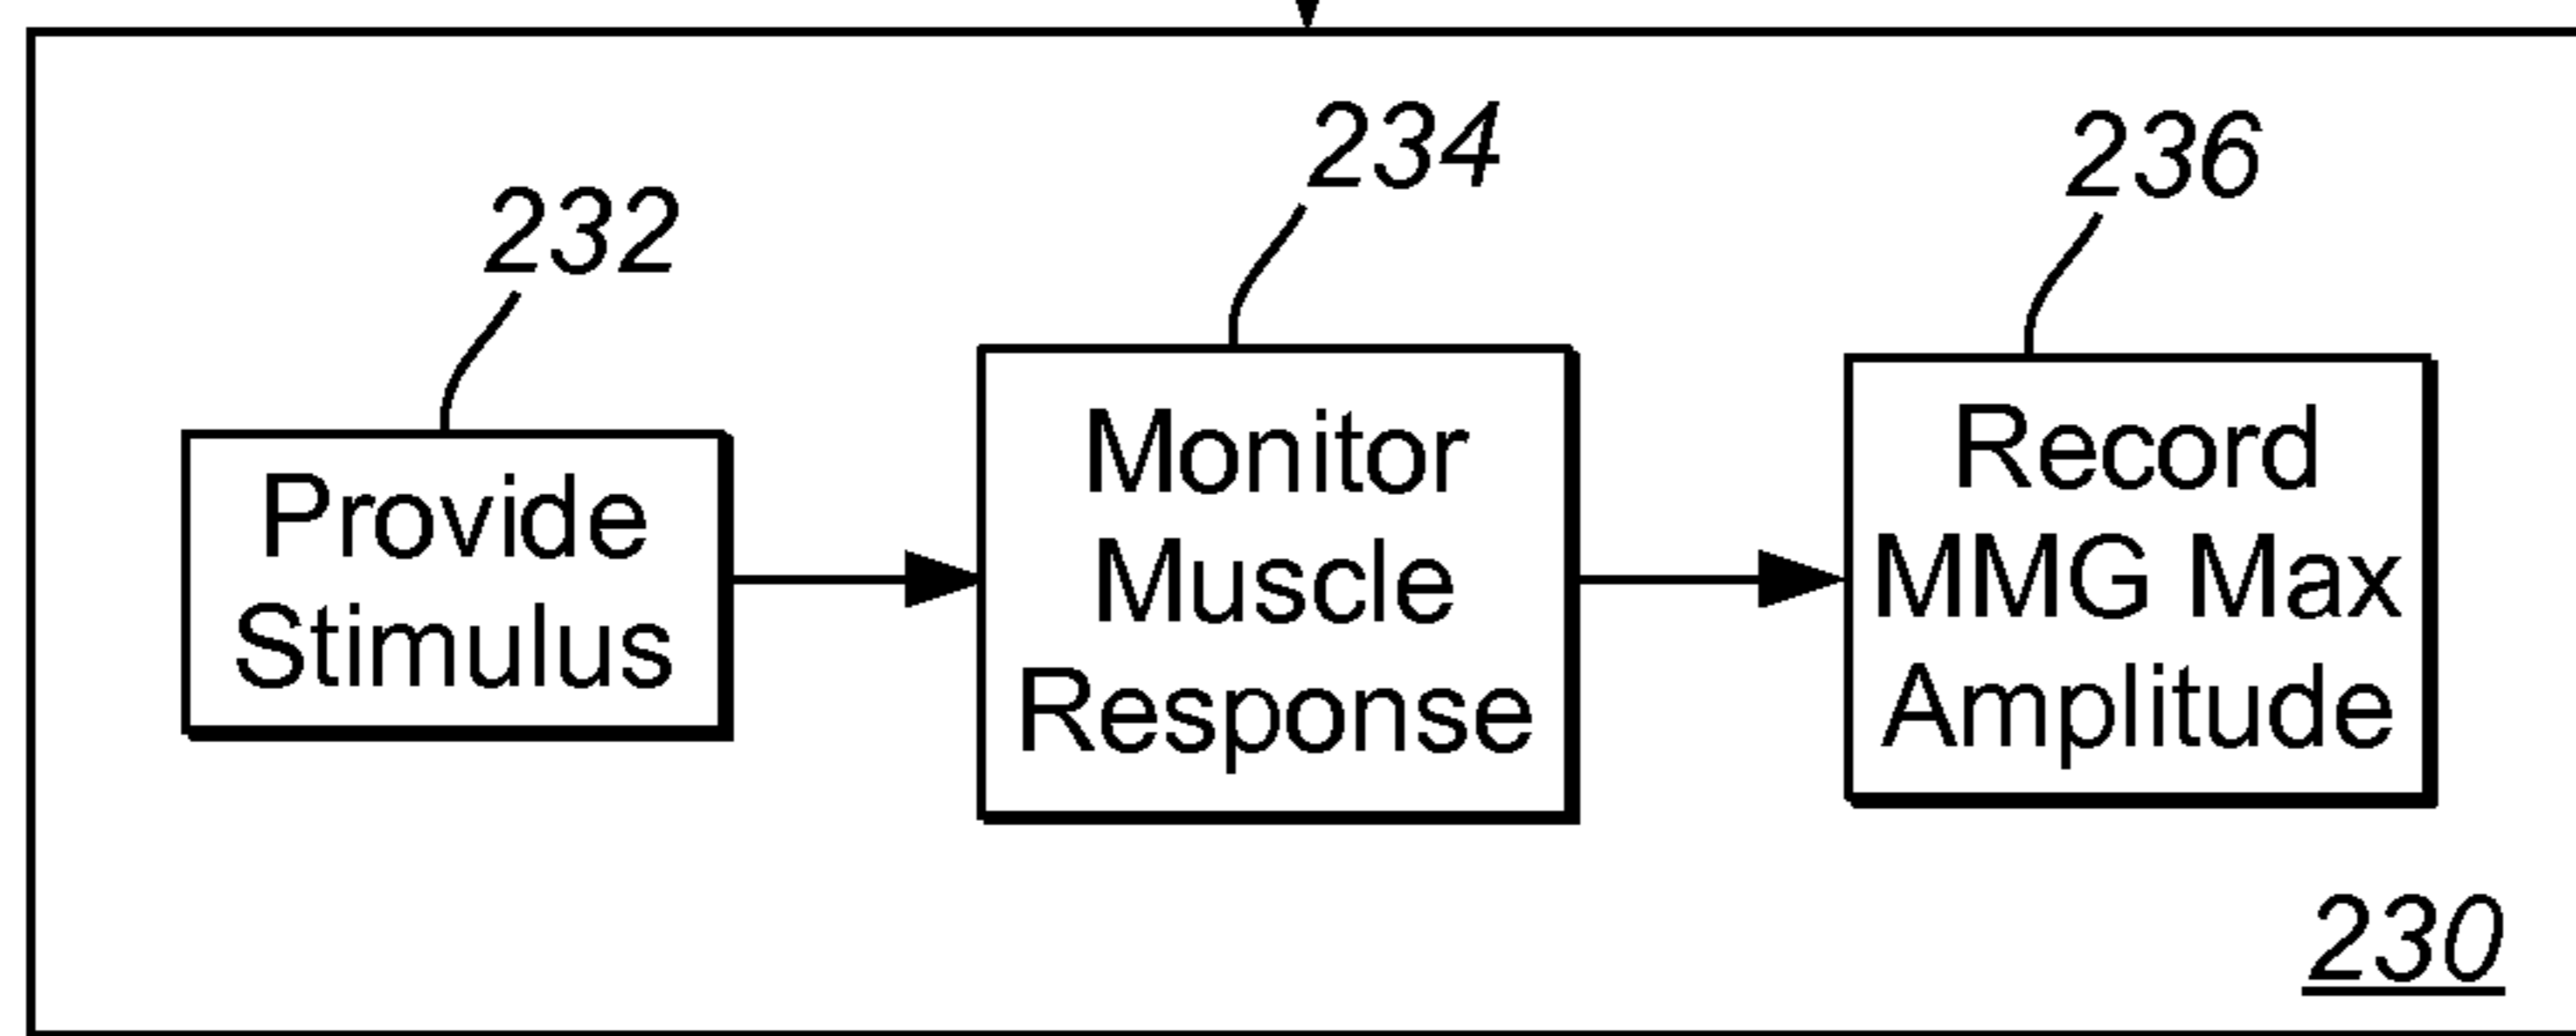 232
234
236
Provide
Stimulus
Monitor
Muscle
Response
Record
MMG Max
Amplitude
230